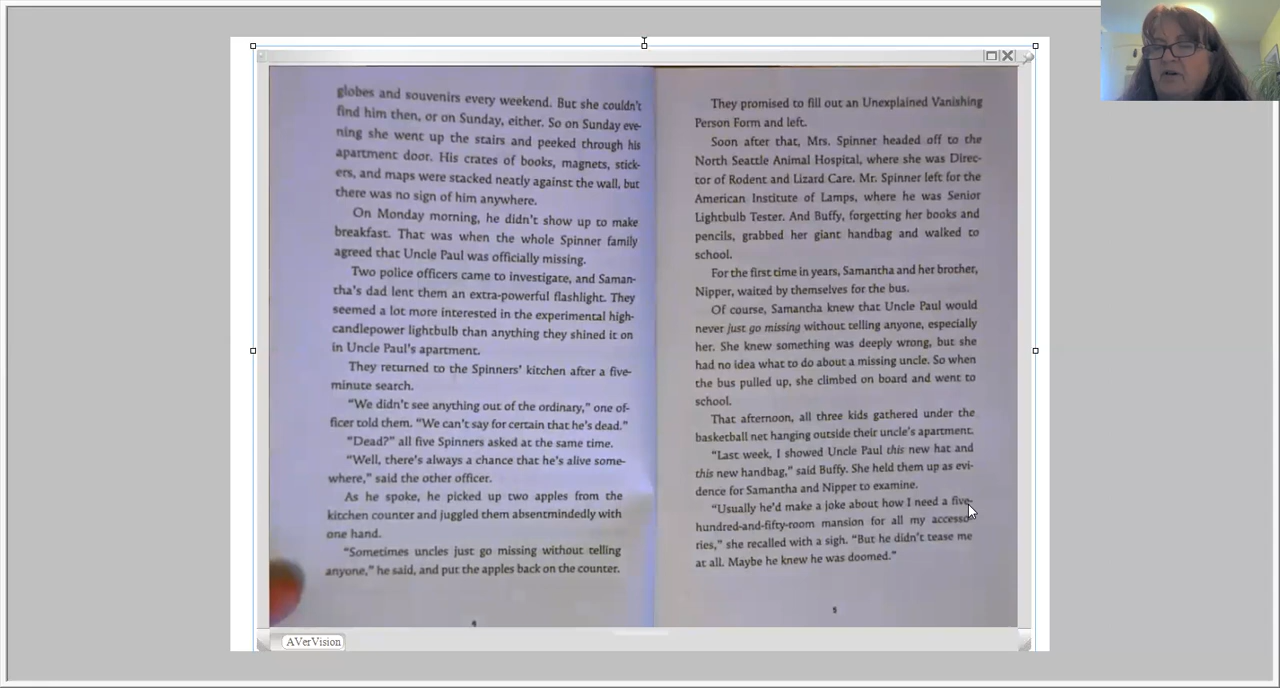 globes and souvenirs every weekend. But she couldn't
find him then, or on Sunday, either. So on Sunday eve-
ning she went up the stairs and peeked through his
apartment door. His crates of books, magnets, stick-
ers, and maps were stacked neatly against the wall, but
there was no sign of him anywhere.
On Monday morning, he didn't show up to make
breakfast. That was when the whole Spinner family
agreed that Uncle Paul was officially missing.
Two police officers came to investigate, and Saman-
tha's dad lent them an extra-powerful flashlight. They
seemed a lot more interested in the experimental high-
candlepower lightbulb than anything they shined it on
in Uncle Paul's apartment.
They returned to the Spinners' kitchen after a five-
minute search.
"We didn't see anything out of the ordinary," one of-
ficer told them. "We can't say for certain that he's dead."
"Dead?" all five Spinners asked at the same time.
"Well, there's always a chance that he's alive some-
where," said the other officer.
As he spoke, he picked up two apples from the
kitchen counter and juggled them absentmindedly with
one hand.
"Sometimes uncles just go missing without telling
anyone," he said, and put the apples back on the counter.
4
They promised to fill out an Unexplained Vanishing
Person Form and left.
Soon after that, Mrs. Spinner headed off to the
North Seattle Animal Hospital, where she was Direc-
tor of Rodent and Lizard Care. Mr. Spinner left for the
American Institute of Lamps, where he was Senior
Lightbulb Tester. And Buffy, forgetting her books and
pencils, grabbed her giant handbag and walked to
school.
For the first time in years, Samantha and her brother,
Nipper, waited by themselves for the bus.
Of course, Samantha knew that Uncle Paul would
never just go missing without telling anyone, especially
her. She knew something was deeply wrong, but she
had no idea what to do about a missing uncle. So when
the bus pulled up, she climbed on board and went to
school.
That afternoon, all three kids gathered under the
basketball net hanging outside their uncle's apartment.
"Last week, I showed Uncle Paul this new hat and
this new handbag," said Buffy. She held them up as evi-
dence for Samantha and Nipper to examine.
"Usually he'd make a joke about how I need a five-
hundred-and-fifty-room mansion for all my accesso-
ries," she recalled with a sigh. "But he didn't tease me
at all. Maybe he knew he was doomed."
5
AVerVision